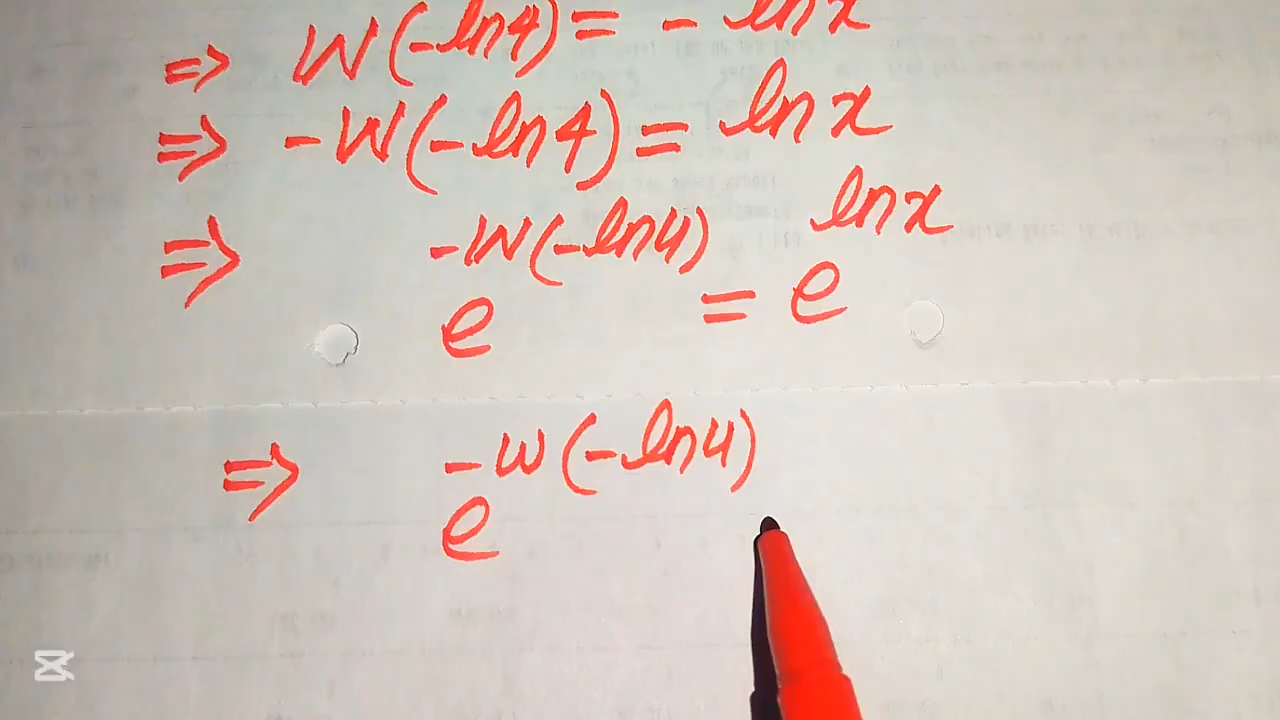 ⇒ W(-ln4) = - lnx
⇒ -W(-ln4) = lnx
⇒ e^{-W(-ln4)} = e^{lnx}
⇒ e^{-W(-ln4)}